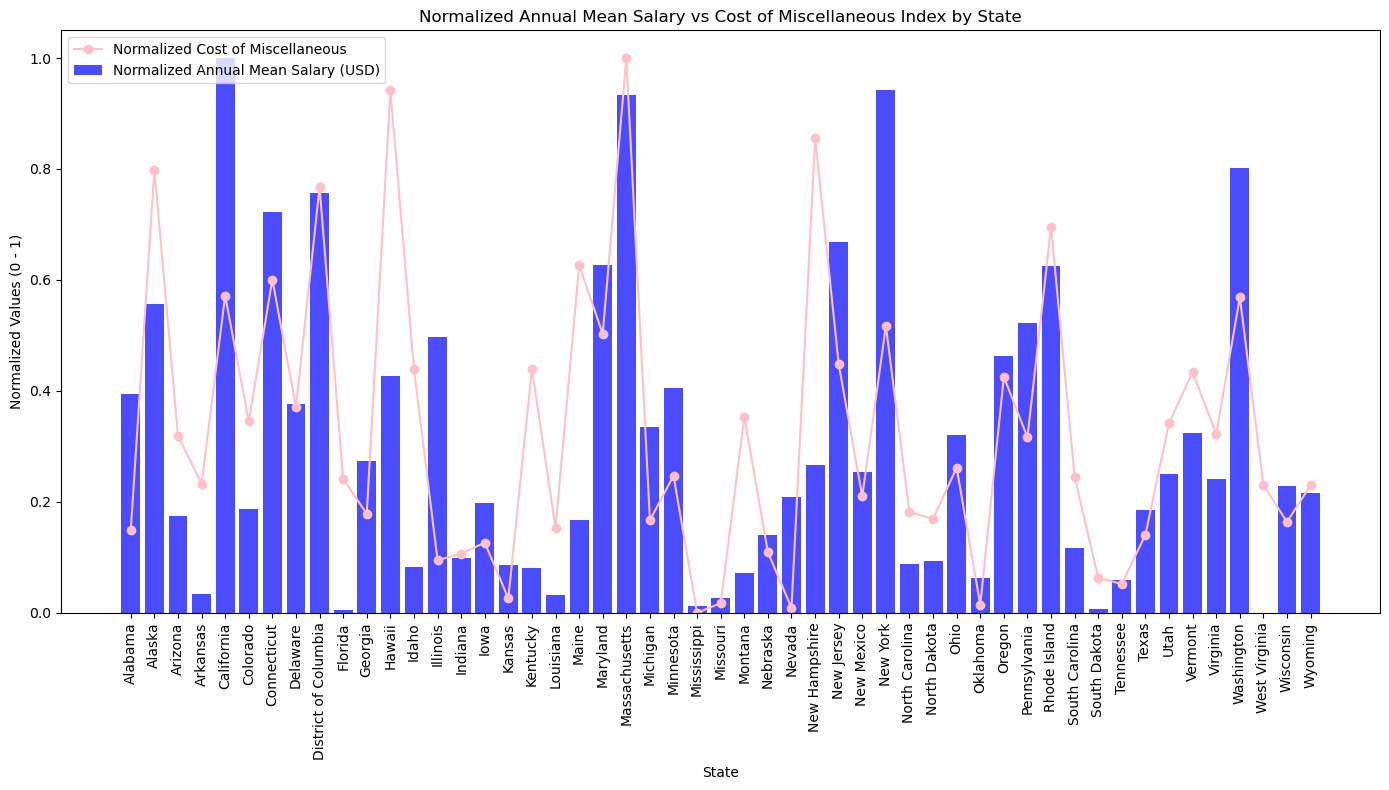 Normalized Annual Mean Salary vs Cost of Miscellaneous Index by State
Normalized Cost of Miscellaneous
Normalized Annual Mean Salary (USD)
Normalized Values (0 - 1)
1.0
0.8
0.6
0.4
0.2
0.0
Alabama
Alaska
Arizona
Arkansas
California
Colorado
Connecticut
Delaware
District of Columbia
Florida
Georgia
Hawaii
Idaho
Illinois
Indiana
Iowa
Kansas
Kentucky
Louisiana
Maine
Maryland
Massachusetts
Michigan
Minnesota
Mississippi
Missouri
Montana
Nebraska
Nevada
New Hampshire
New Jersey
New Mexico
New York
North Carolina
North Dakota
Ohio
Oklahoma
Oregon
Pennsylvania
Rhode Island
South Carolina
South Dakota
Tennessee
Texas
Utah
Vermont
Virginia
Washington
West Virginia
Wisconsin
Wyoming
State